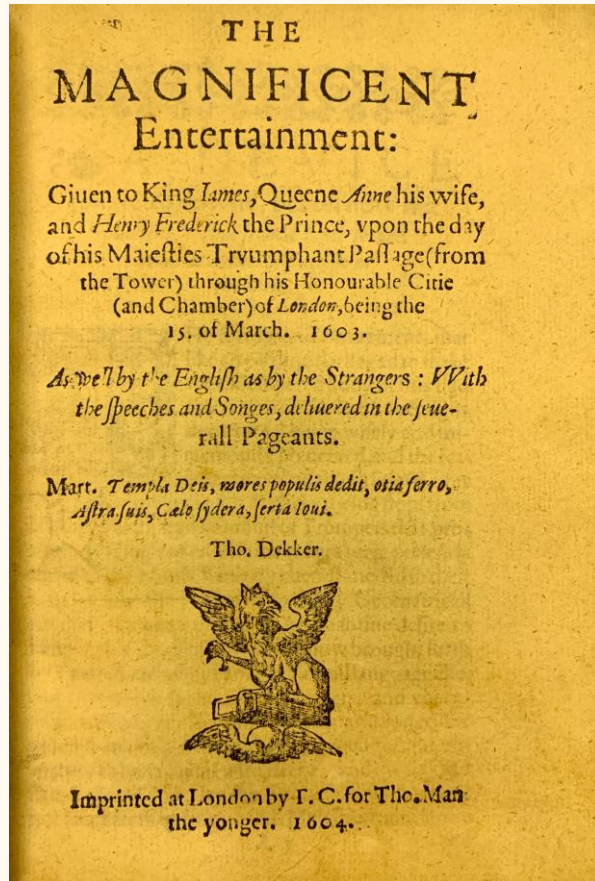 THE
MAGNIFICENT
Entertainment:
Giuen to King Iames, Queene Anne his wife,
and Henry Frederick the Prince, vpon the day
of his Maieſties Tryumphant Paſſage (from
the Tower) through his Honourable Citie
(and Chamber) of London, being the
15. of March. 1603.
As well by the Engliſh as by the Strangers: VVith
the ſpeeches and Songes, deliuered in the ſeue-
rall Pageants.
Mart. Templa Deis, mores populis dedit, otia ferro,
Aſtra ſuis, Cælo ſydera, ſerta Ioui.
Tho. Dekker.
Imprinted at London by T. C. for Tho. Man
the yonger. 1604.